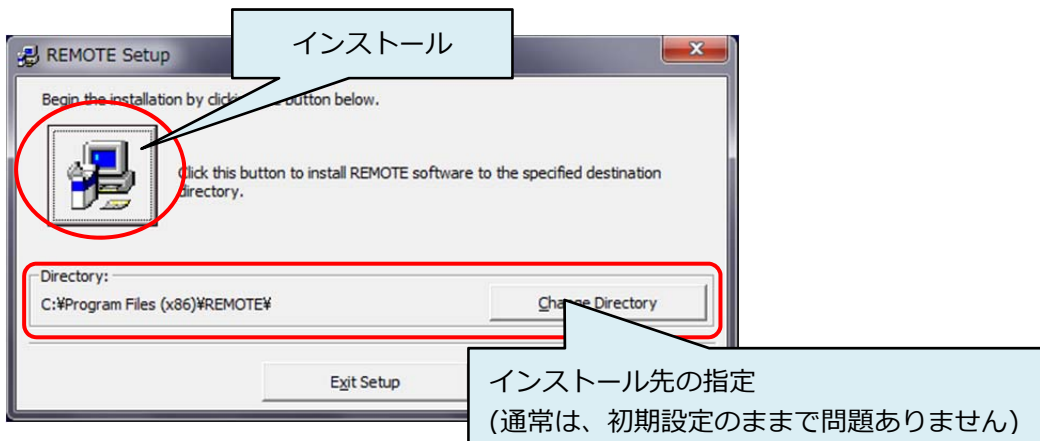 インストール
REMOTE Setup
Begin the installation by clicking button below.
Click this button to install REMOTE software to the specified destination
directory.
Directory:
C:¥Program Files (x86)¥REMOTE¥
Change Directory
Exit Setup
インストール先の指定
(通常は、初期設定のままで問題ありません)